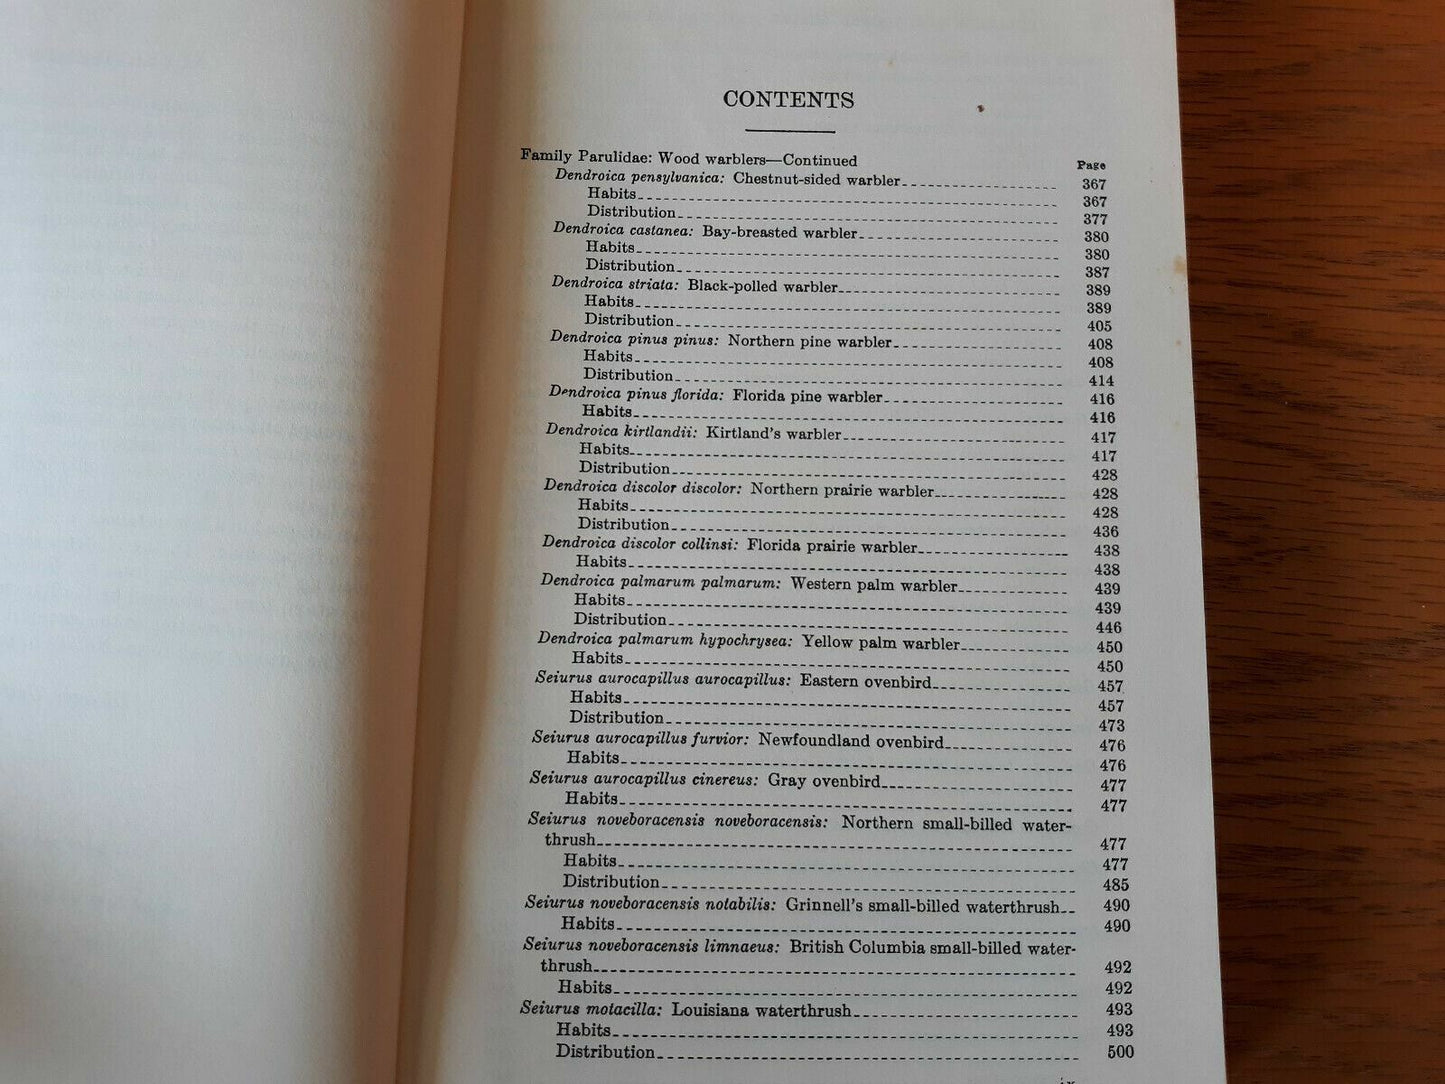 CONTENTS
Page
Family Parulidae: Wood warblers—Continued
Dendroica pensylvanica: Chestnut-sided warbler 367
Habits 367
Distribution 377
Dendroica castanea: Bay-breasted warbler 380
Habits 380
Distribution 387
Dendroica striata: Black-polled warbler 389
Habits 389
Distribution 405
Dendroica pinus pinus: Northern pine warbler 408
Habits 408
Distribution 414
Dendroica pinus florida: Florida pine warbler 416
Habits 416
Dendroica kirtlandii: Kirtland's warbler 417
Habits 417
Distribution 428
Dendroica discolor discolor: Northern prairie warbler 428
Habits 428
Distribution 436
Dendroica discolor collinsi: Florida prairie warbler 438
Habits 438
Dendroica palmarum palmarum: Western palm warbler 439
Habits 439
Distribution 446
Dendroica palmarum hypochrysea: Yellow palm warbler 450
Habits 450
Seiurus aurocapillus aurocapillus: Eastern ovenbird 457
Habits 457
Distribution 473
Seiurus aurocapillus furvior: Newfoundland ovenbird 476
Habits 476
Seiurus aurocapillus cinereus: Gray ovenbird 477
Habits 477
Seiurus noveboracensis noveboracensis: Northern small-billed water-
thrush 477
Habits 477
Distribution 485
Seiurus noveboracensis notabilis: Grinnell's small-billed waterthrush 490
Habits 490
Seiurus noveboracensis limnaeus: British Columbia small-billed water-
thrush 492
Habits 492
Seiurus motacilla: Louisiana waterthrush 493
Habits 493
Distribution 500